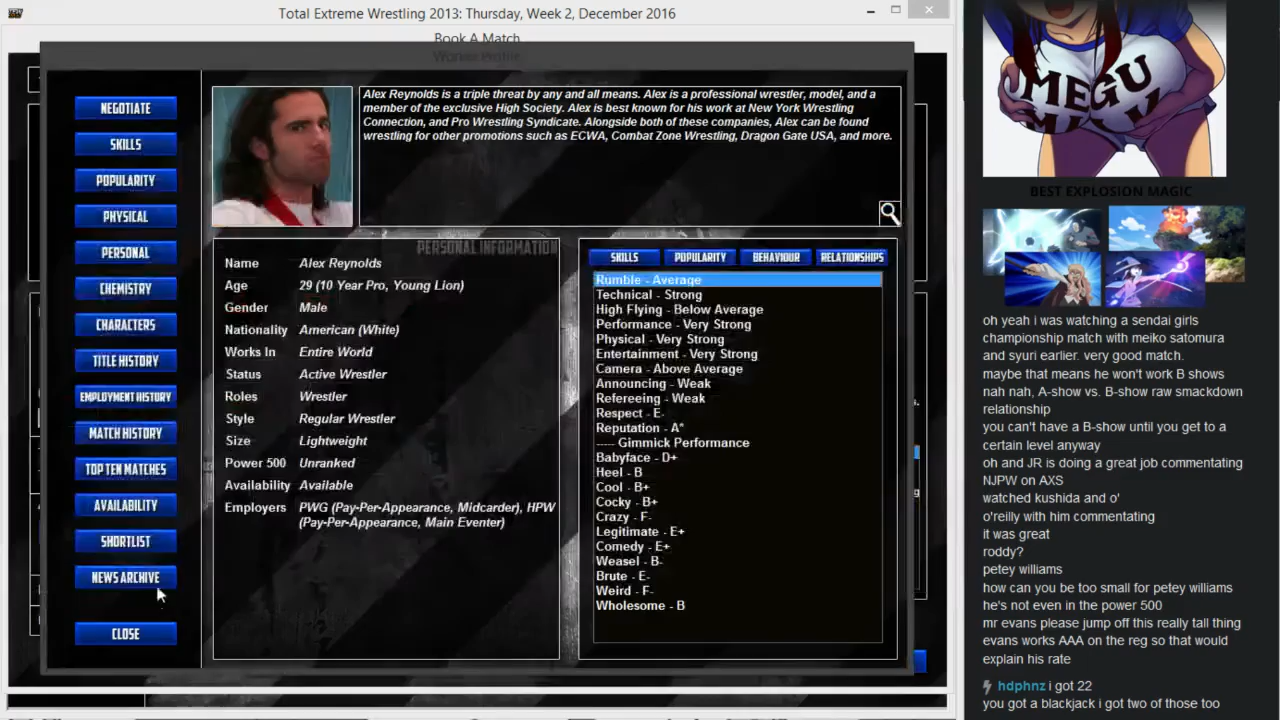 Total Extreme Wrestling 2013: Thursday, Week 2, December 2016
Book A Match
Worker Profile
NEGOTIATE
SKILLS
POPULARITY
PHYSICAL
PERSONAL
CHEMISTRY
CHARACTERS
TITLE HISTORY
EMPLOYMENT HISTORY
MATCH HISTORY
TOP TEN MATCHES
AVAILABILITY
SHORTLIST
NEWS ARCHIVE
CLOSE
Alex Reynolds is a triple threat by any and all means. Alex is a professional wrestler, model, and a
member of the exclusive High Society. Alex is best known for his work at New York Wrestling
Connection, and Pro Wrestling Syndicate. Alongside both of these companies, Alex can be found
wrestling for other promotions such as ECWA, Combat Zone Wrestling, Dragon Gate USA, and more.
PERSONAL INFORMATION
Name Alex Reynolds
Age 29 (10 Year Pro, Young Lion)
Gender Male
Nationality American (White)
Works In Entire World
Status Active Wrestler
Roles Wrestler
Style Regular Wrestler
Size Lightweight
Power 500 Unranked
Availability Available
Employers PWG (Pay-Per-Appearance, Midcarder), HPW
(Pay-Per-Appearance, Main Eventer)
SKILLS POPULARITY BEHAVIOUR RELATIONSHIPS
Rumble - Average
Technical - Strong
High Flying - Below Average
Performance - Very Strong
Physical - Very Strong
Entertainment - Very Strong
Camera - Above Average
Announcing - Weak
Refereeing - Weak
Respect - E-
Reputation - A*
----- Gimmick Performance
Babyface - D+
Heel - B
Cool - B+
Cocky - B+
Crazy - F-
Legitimate - E+
Comedy - E+
Weasel - B-
Brute - E-
Weird - F-
Wholesome - B
MEGU
BEST EXPLOSION MAGIC
oh yeah i was watching a sendai girls
championship match with meiko satomura
and syuri earlier. very good match.
maybe that means he won't work B shows
nah nah, A-show vs. B-show raw smackdown
relationship
you can't have a B-show until you get to a
certain level anyway
oh and JR is doing a great job commentating
NJPW on AXS
watched kushida and o'
o'reilly with him commentating
it was great
roddy?
petey williams
how can you be too small for petey williams
he's not even in the power 500
mr evans please jump off this really tall thing
evans works AAA on the reg so that would
explain his rate
hdphnz i got 22
you got a blackjack i got two of those too